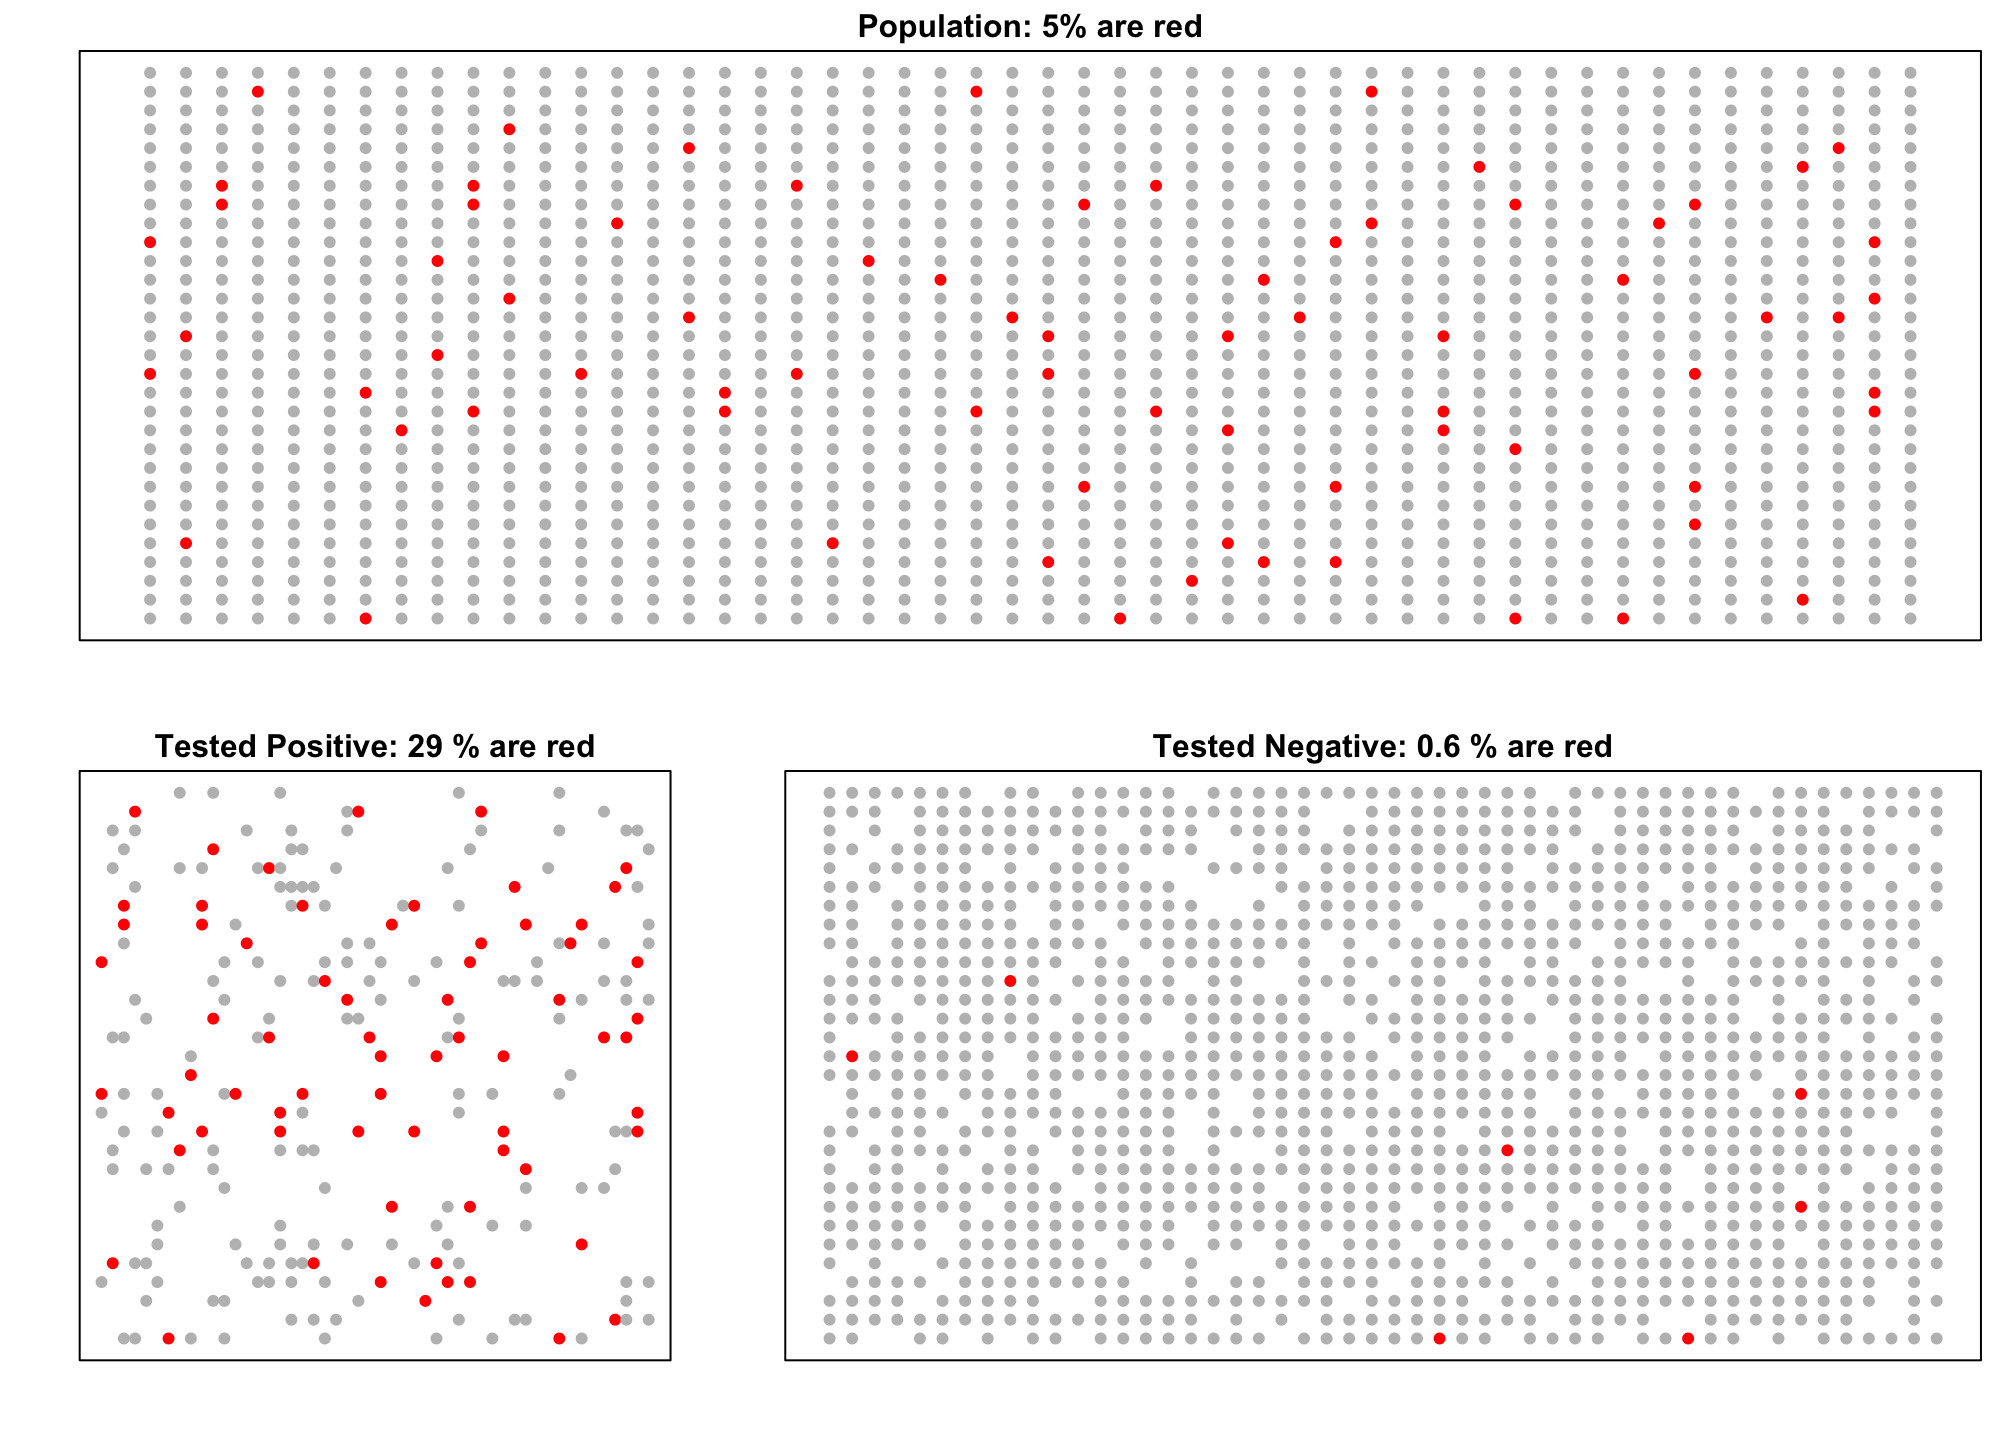 Population: 5% are red
Tested Positive: 29 % are red
Tested Negative: 0.6 % are red